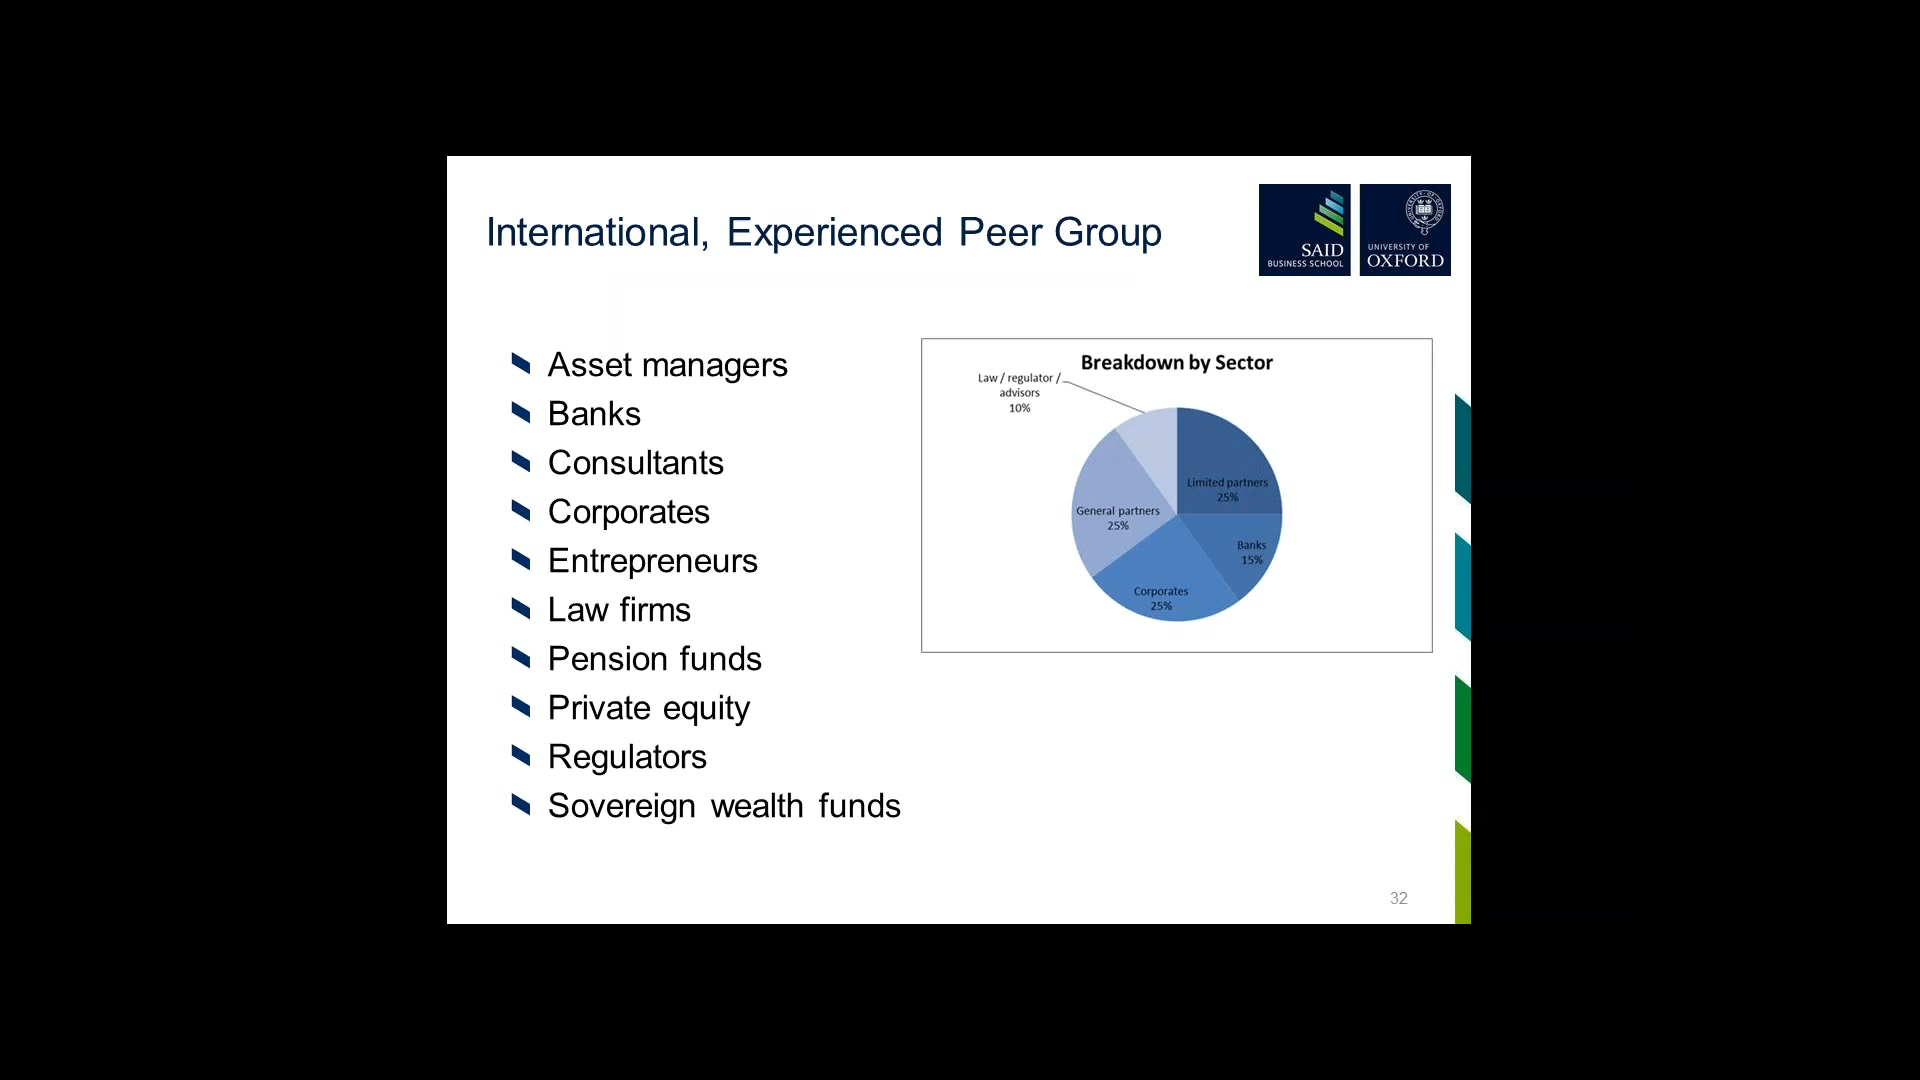 International, Experienced Peer Group
SAID
BUSINESS SCHOOL
UNIVERSITY OF
OXFORD
Asset managers
Banks
Consultants
Corporates
Entrepreneurs
Law firms
Pension funds
Private equity
Regulators
Sovereign wealth funds
Breakdown by Sector
Law / regulator /
advisors
10%
Limited partners
25%
General partners
25%
Banks
15%
Corporates
25%
32